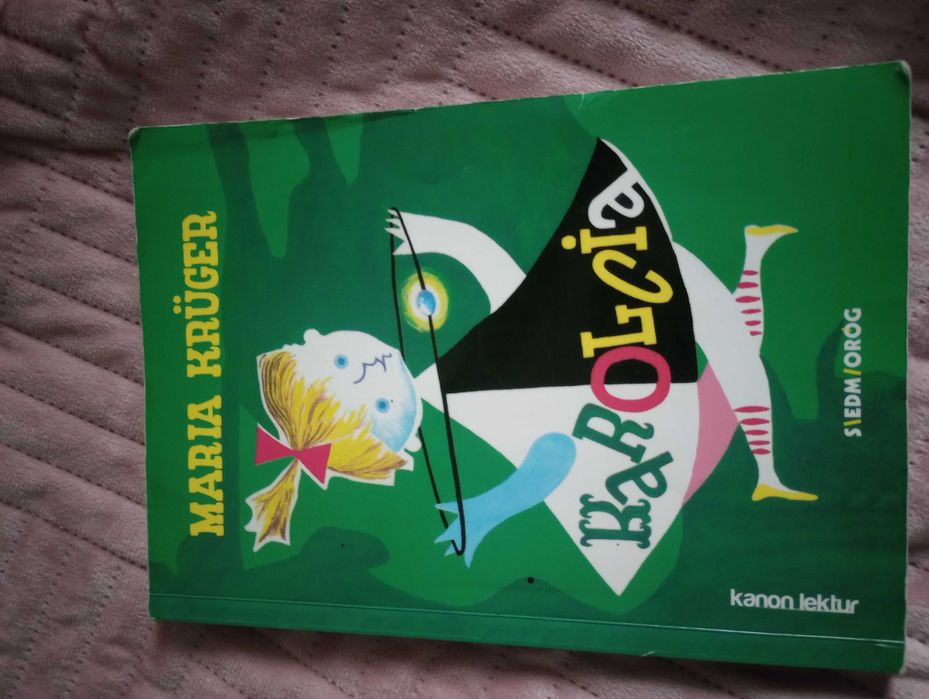 MARIA KRÜGER
KAROLCIa
SIEDMIORÓG
kanon lektur